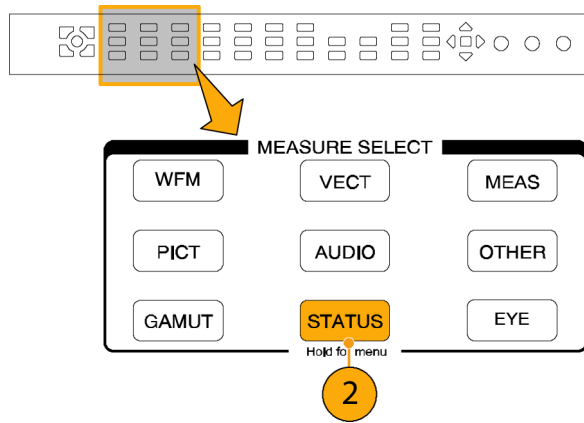 MEASURE SELECT
WFM VECT MEAS
PICT AUDIO OTHER
GAMUT STATUS EYE
Hold for menu
2